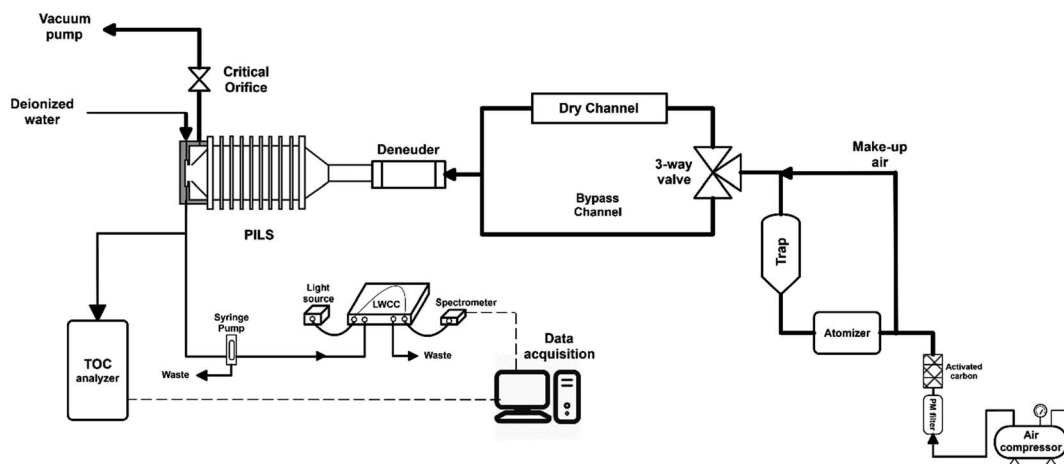 Vacuum
pump
Critical
Orifice
Deionized
water
Deneuder
PILS
Dry Channel
3-way
valve
Bypass
Channel
Make-up
air
Trap
Atomizer
Activated
carbon
PM filter
Air
compressor
TOC
analyzer
Syringe
Pump
Waste
Light
source
LWCC
Spectrometer
Waste
Data
acquisition